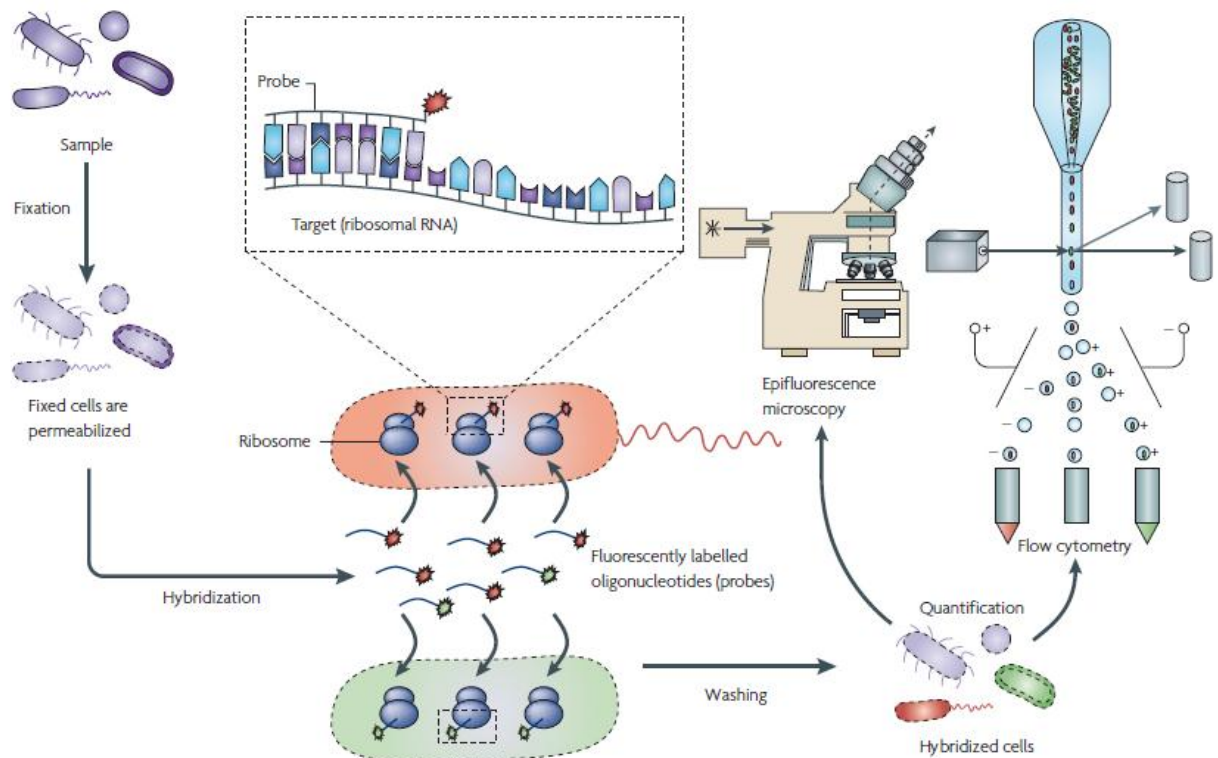 Sample
Fixation
Fixed cells are
permeabilized
Hybridization
Probe
Target (ribosomal RNA)
Ribosome
Fluorescently labelled
oligonucleotides (probes)
Washing
Epifluorescence
microscopy
+
−
+
−
+
+
−
+
−
+
Flow cytometry
Quantification
Hybridized cells